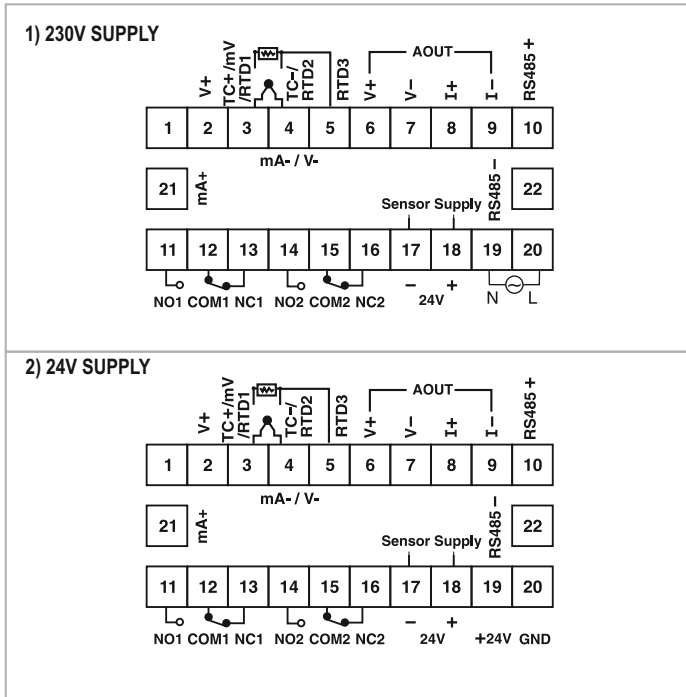 1) 230V SUPPLY
V+
TC+/mV
/RTD1
TC-/
RTD2
RTD3
AOUT
V+
V-
I+
I-
RS485 +
1 2 3 4 5 6 7 8 9 10
mA- / V-
21
mA+
Sensor Supply
RS485 -
22
11 12 13 14 15 16 17 18 19 20
NO1 COM1 NC1 NO2 COM2 NC2 - 24V + N L
2) 24V SUPPLY
V+
TC+/mV
/RTD1
TC-/
RTD2
RTD3
AOUT
V+
V-
I+
I-
RS485 +
1 2 3 4 5 6 7 8 9 10
mA- / V-
21
mA+
Sensor Supply
RS485 -
22
11 12 13 14 15 16 17 18 19 20
NO1 COM1 NC1 NO2 COM2 NC2 - 24V + +24V GND